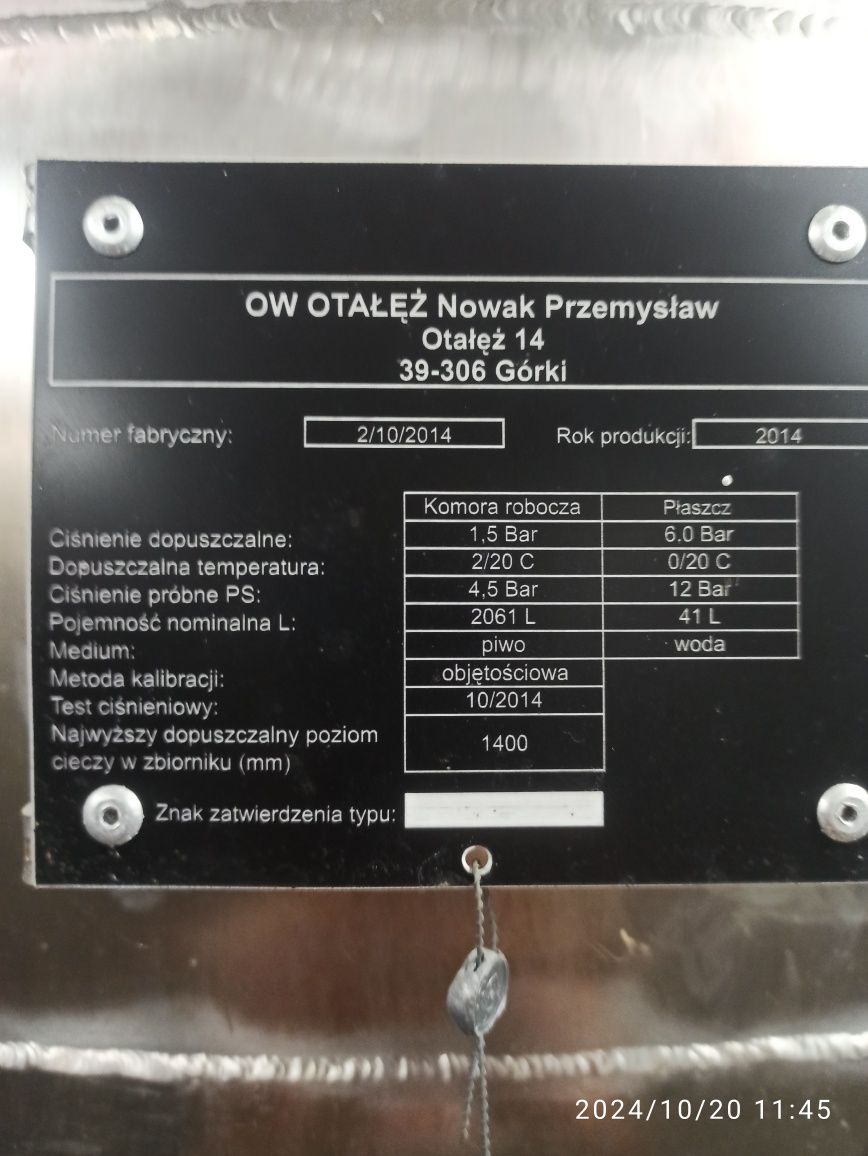 OW OTAŁĘŻ Nowak Przemysław
Otałęż 14
39-306 Górki
Numer fabryczny: 2/10/2014 Rok produkcji: 2014
Komora robocza Płaszcz
Ciśnienie dopuszczalne: 1,5 Bar 6.0 Bar
Dopuszczalna temperatura: 2/20 C 0/20 C
Ciśnienie próbne PS: 4,5 Bar 12 Bar
Pojemność nominalna L: 2061 L 41 L
Medium: piwo woda
Metoda kalibracji: objętościowa
Test ciśnieniowy: 10/2014
Najwyższy dopuszczalny poziom
cieczy w zbiorniku (mm) 1400
Znak zatwierdzenia typu:
2024/10/20 11:45